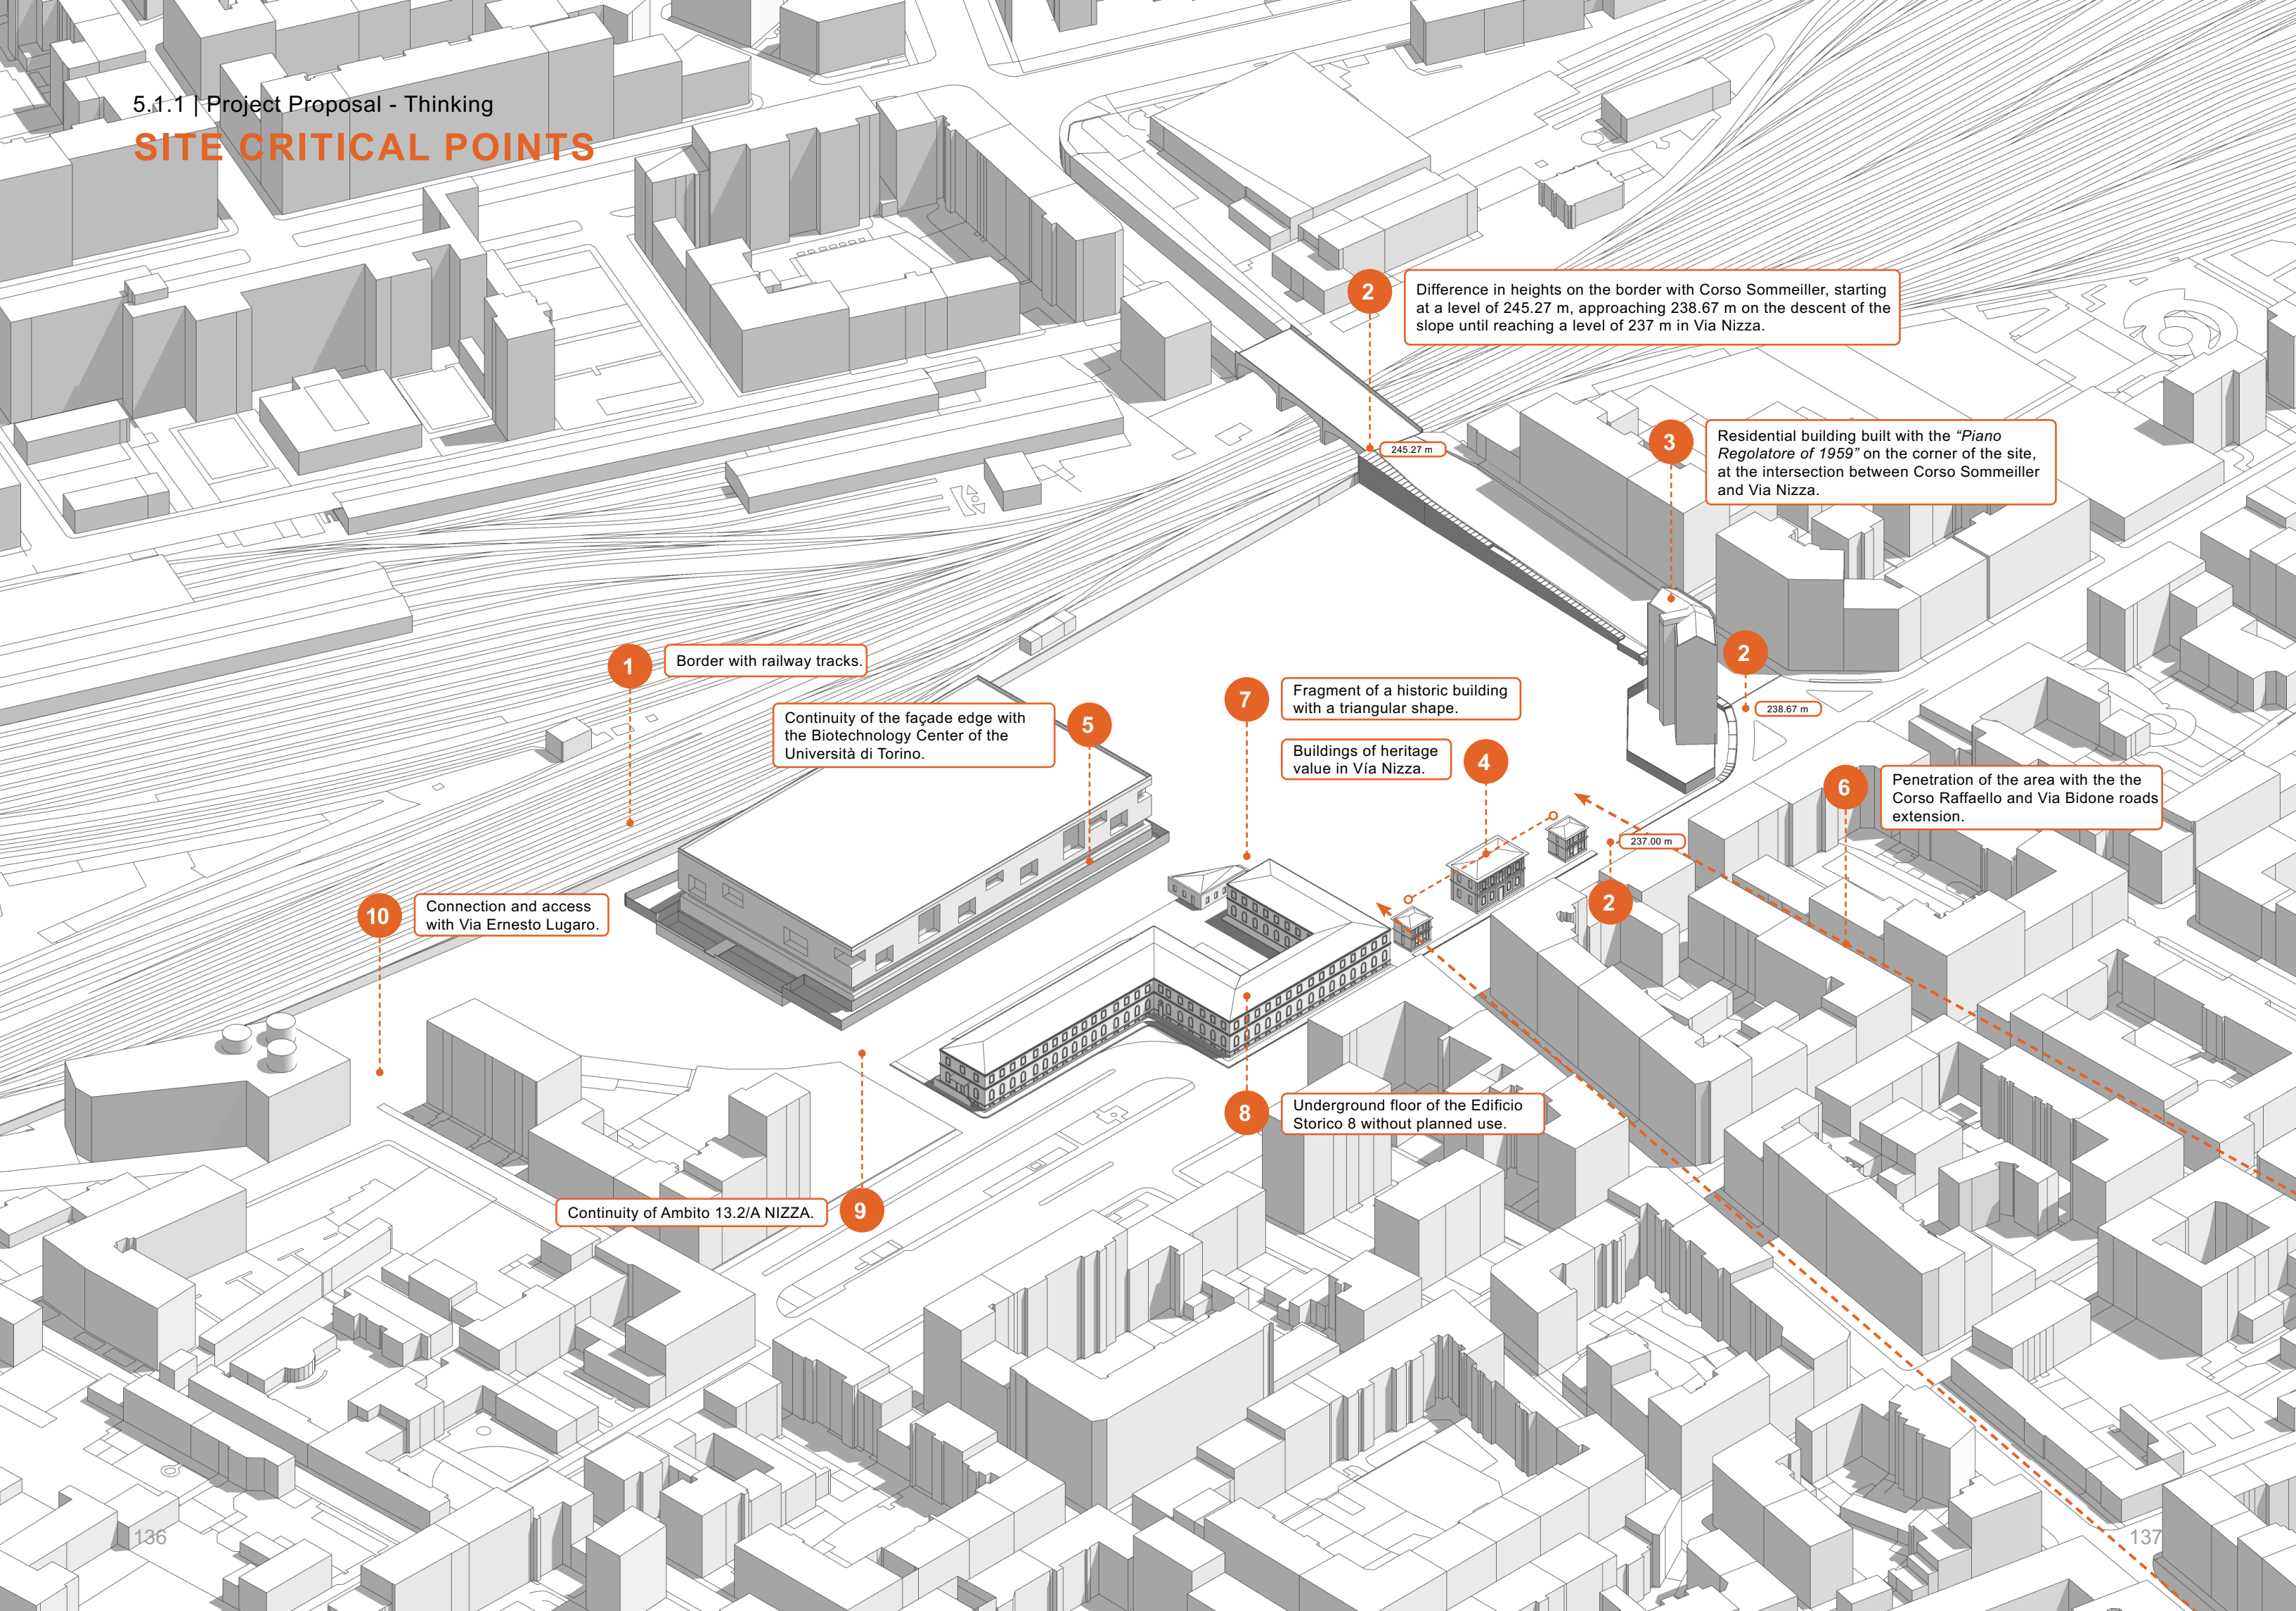 5.1.1 | Project Proposal - Thinking
SITE CRITICAL POINTS
2
Difference in heights on the border with Corso Sommeiller, starting
at a level of 245.27 m, approaching 238.67 m on the descent of the
slope until reaching a level of 237 m in Via Nizza.
245.27 m
3
Residential building built with the “Piano
Regolatore of 1959” on the corner of the site,
at the intersection between Corso Sommeiller
and Via Nizza.
1
Border with railway tracks.
2
238.67 m
7
Fragment of a historic building
with a triangular shape.
Continuity of the façade edge with
the Biotechnology Center of the
Università di Torino.
5
Buildings of heritage
value in Vía Nizza.
4
6
Penetration of the area with the the
Corso Raffaello and Via Bidone roads
extension.
237.00 m
2
10
Connection and access
with Via Ernesto Lugaro.
8
Underground floor of the Edificio
Storico 8 without planned use.
Continuity of Ambito 13.2/A NIZZA.
9
136
137